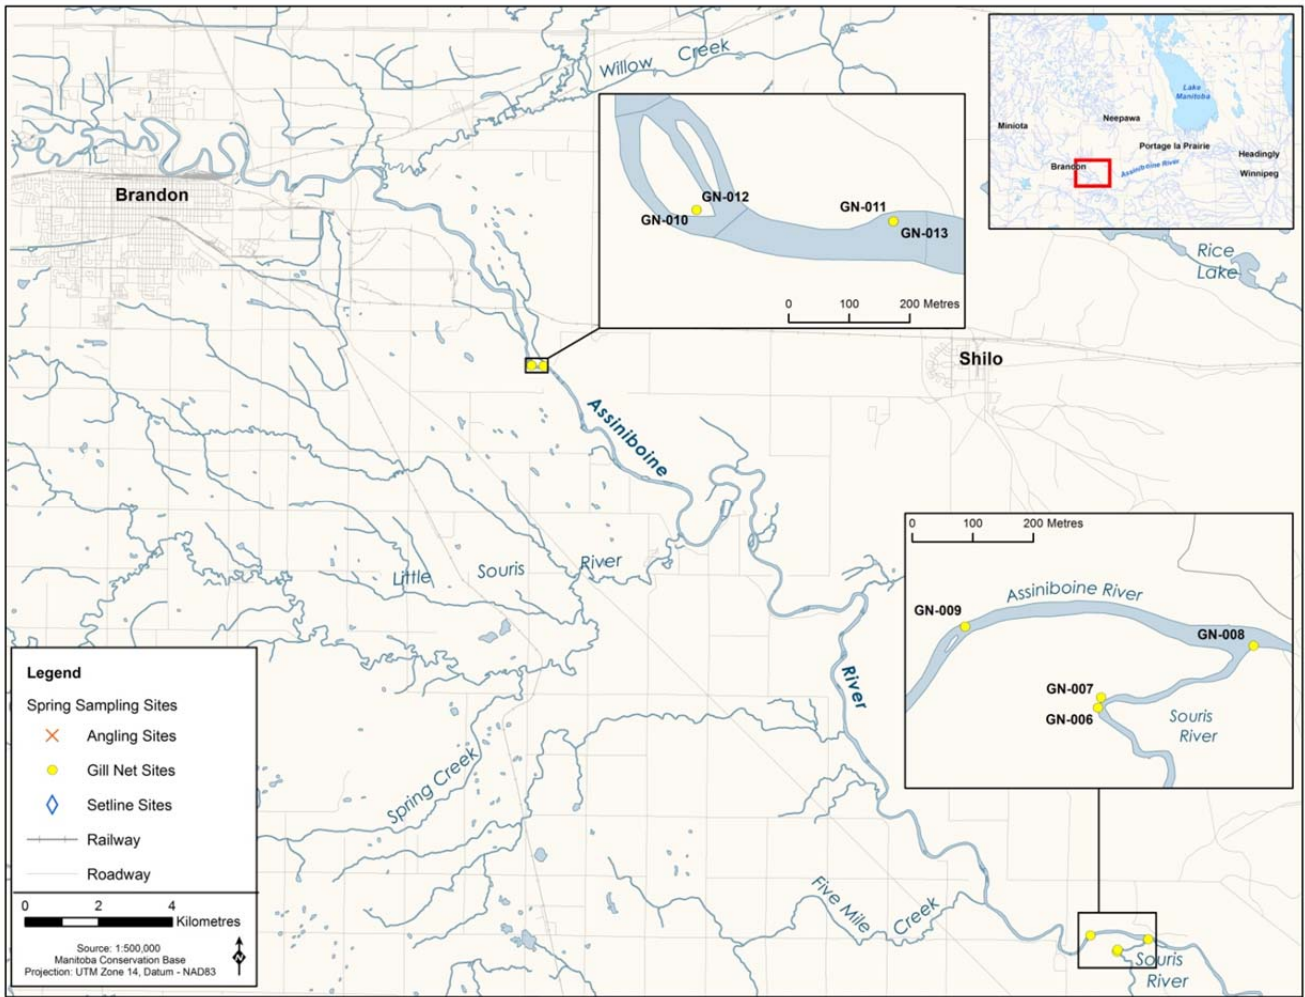 Willow Creek
Brandon
GN-012
GN-010
GN-011
GN-013
0 100 200 Metres
Lake
Manitoba
Miniota
Neepawa
Portage la Prairie
Headingly
Brandon
Assiniboine River
Winnipeg
Rice
Lake
Shilo
Assiniboine
Little Souris River
River
0 100 200 Metres
Assiniboine River
GN-009
GN-008
GN-007
GN-006
Souris
River
Spring Creek
Five Mile Creek
Souris
River
Legend
Spring Sampling Sites
Angling Sites
Gill Net Sites
Setline Sites
Railway
Roadway
0 2 4
Kilometres
Source: 1:500,000
Manitoba Conservation Base
Projection: UTM Zone 14, Datum - NAD83
N